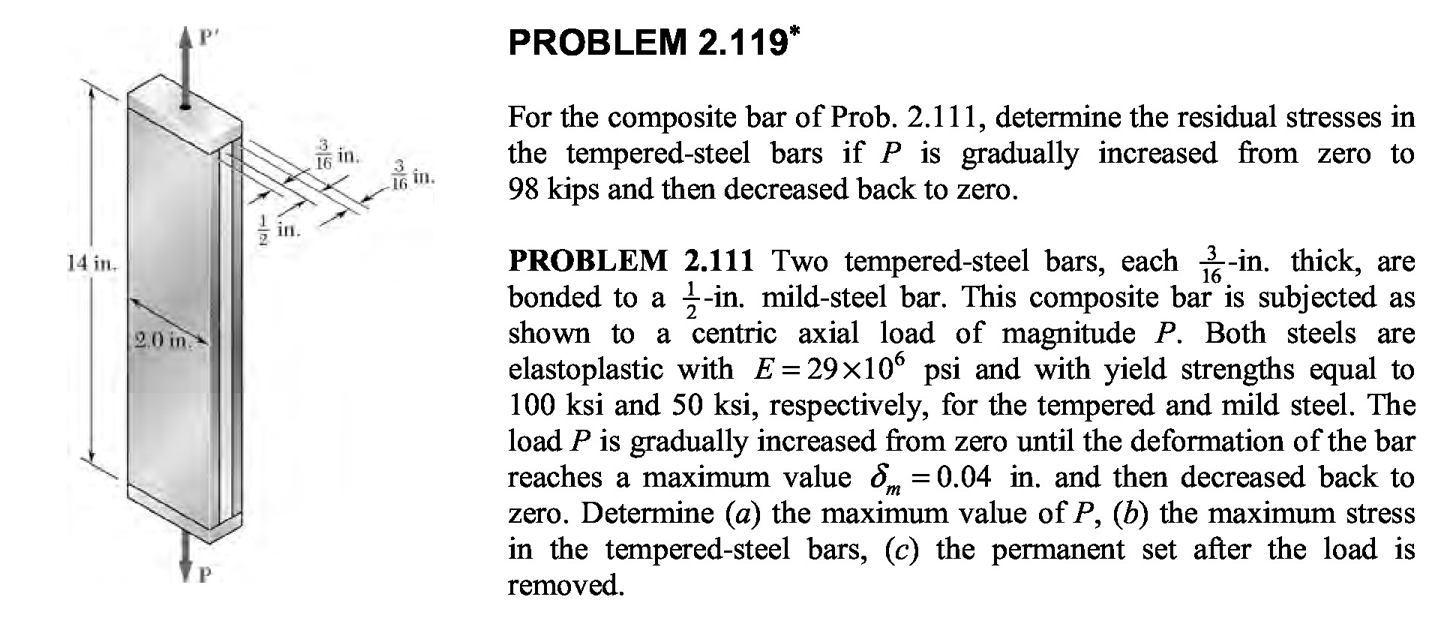 P'
3/16 in.
3/16 in.
1/2 in.
14 in.
2.0 in.
P
PROBLEM 2.119*
For the composite bar of Prob. 2.111, determine the residual stresses in
the tempered-steel bars if P is gradually increased from zero to
98 kips and then decreased back to zero.
PROBLEM 2.111 Two tempered-steel bars, each 3/16-in. thick, are
bonded to a 1/2-in. mild-steel bar. This composite bar is subjected as
shown to a centric axial load of magnitude P. Both steels are
elastoplastic with E = 29×10⁶ psi and with yield strengths equal to
100 ksi and 50 ksi, respectively, for the tempered and mild steel. The
load P is gradually increased from zero until the deformation of the bar
reaches a maximum value δₘ = 0.04 in. and then decreased back to
zero. Determine (a) the maximum value of P, (b) the maximum stress
in the tempered-steel bars, (c) the permanent set after the load is
removed.